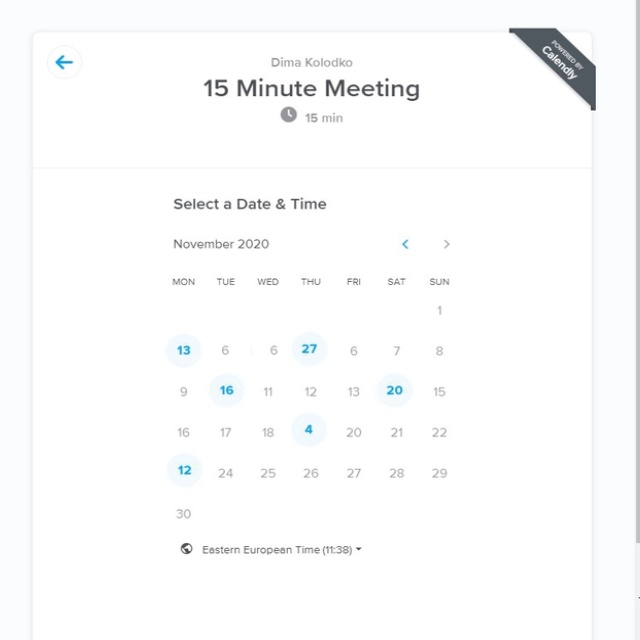 POWERED BY
Calendly
Dima Kolodko
15 Minute Meeting
15 min
Select a Date & Time
November 2020
MON TUE WED THU FRI SAT SUN
1
13 6 6 27 6 7 8
9 16 11 12 13 20 15
16 17 18 4 20 21 22
12 24 25 26 27 28 29
30
Eastern European Time (11:38)